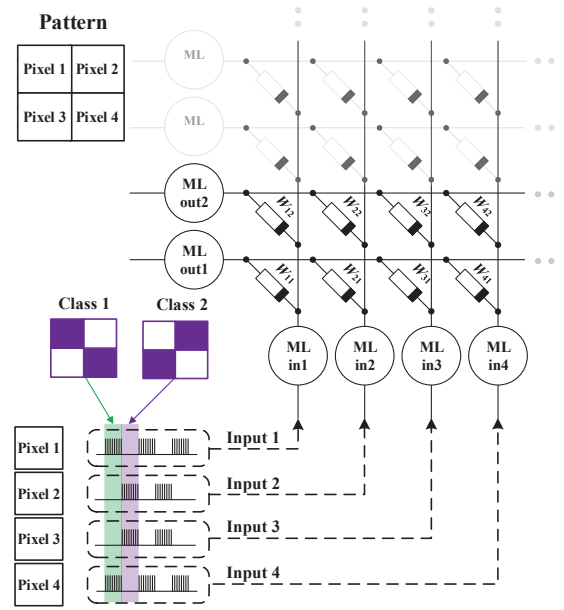 Pattern
Pixel 1 Pixel 2
Pixel 3 Pixel 4
ML
ML
ML
out2
W12 W22 W32 W42
ML
out1
W11 W21 W31 W41
Class 1 Class 2
ML
in1
ML
in2
ML
in3
ML
in4
Pixel 1
Input 1
Pixel 2
Input 2
Pixel 3
Input 3
Pixel 4
Input 4